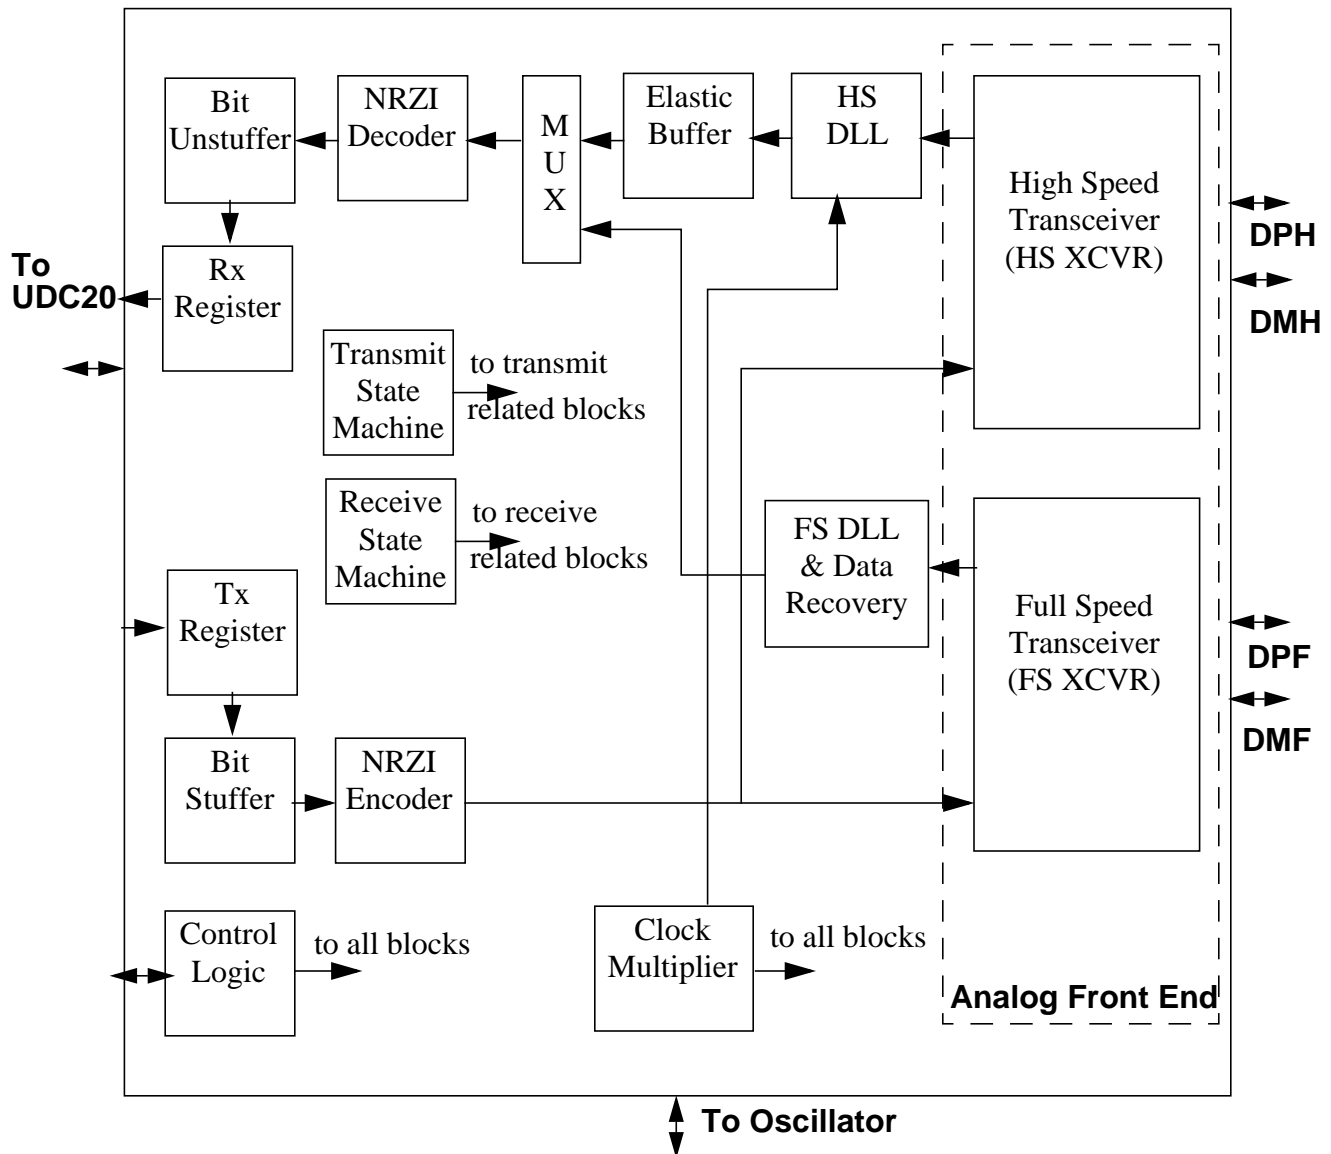 Bit
Unstuffer
NRZI
Decoder
M
U
X
Elastic
Buffer
HS
DLL
High Speed
Transceiver
(HS XCVR)
DPH
DMH
To
UDC20
Rx
Register
Transmit
State
Machine
to transmit
related blocks
Receive
State
Machine
to receive
related blocks
FS DLL
& Data
Recovery
Full Speed
Transceiver
(FS XCVR)
DPF
DMF
Tx
Register
Bit
Stuffer
NRZI
Encoder
Control
Logic
to all blocks
Clock
Multiplier
to all blocks
Analog Front End
To Oscillator